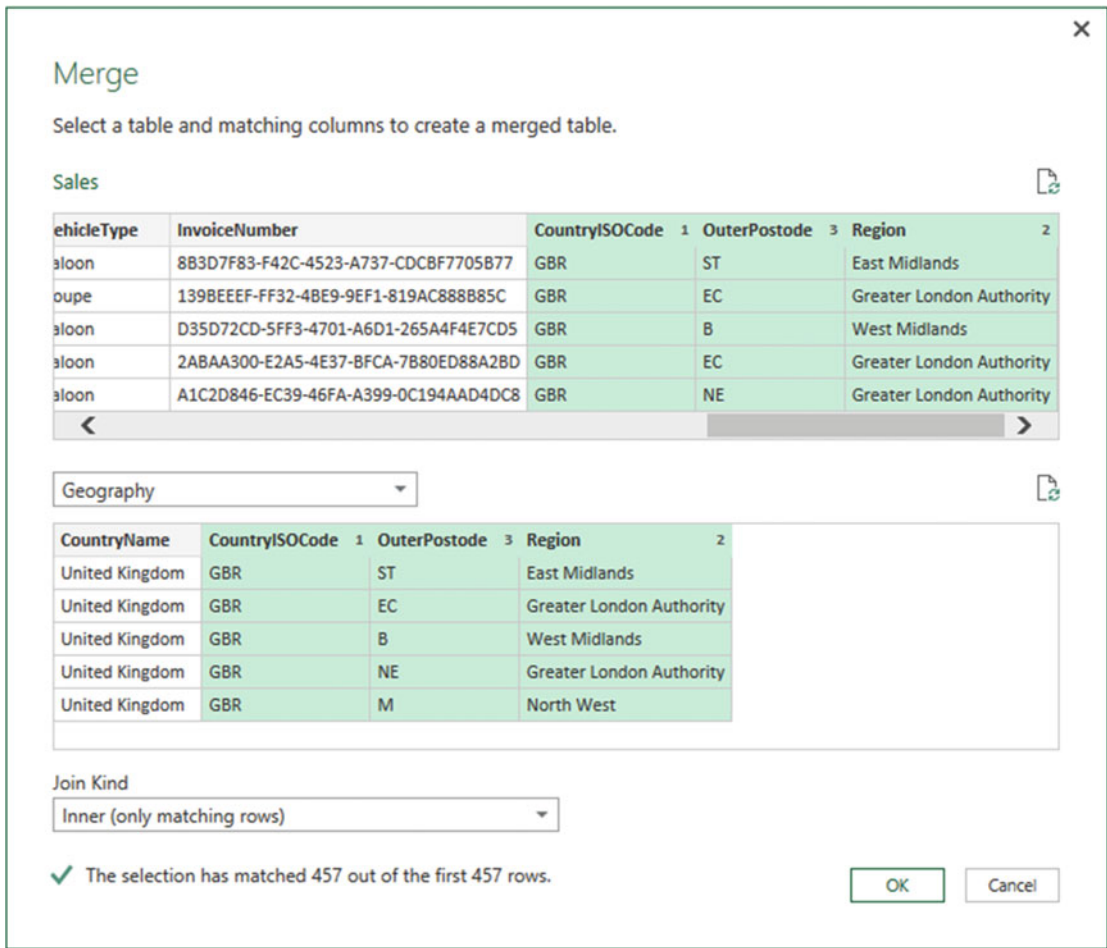 Merge
Select a table and matching columns to create a merged table.
Sales
ehicleType InvoiceNumber CountryISOCode 1 OuterPostode 3 Region 2
aloon 8B3D7F83-F42C-4523-A737-CDCBF7705B77 GBR ST East Midlands
oupe 139BEEEF-FF32-4BE9-9EF1-819AC888B85C GBR EC Greater London Authority
aloon D35D72CD-5FF3-4701-A6D1-265A4F4E7CD5 GBR B West Midlands
aloon 2ABAA300-E2A5-4E37-BFCA-7B80ED88A2BD GBR EC Greater London Authority
aloon A1C2D846-EC39-46FA-A399-0C194AAD4DC8 GBR NE Greater London Authority
Geography
CountryName CountryISOCode 1 OuterPostode 3 Region 2
United Kingdom GBR ST East Midlands
United Kingdom GBR EC Greater London Authority
United Kingdom GBR B West Midlands
United Kingdom GBR NE Greater London Authority
United Kingdom GBR M North West
Join Kind
Inner (only matching rows)
The selection has matched 457 out of the first 457 rows.
OK Cancel